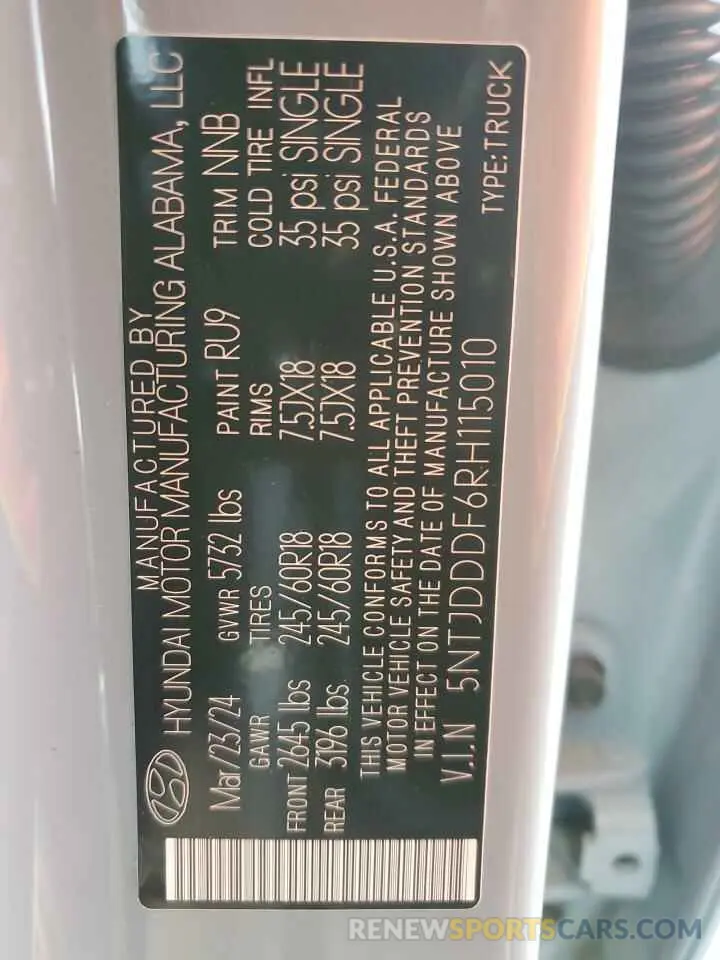 MANUFACTURED BY
HYUNDAI MOTOR MANUFACTURING ALABAMA, LLC
Mar/23/24 GVWR 5732 lbs PAINT RU9 TRIM NNB
GAWR TIRES RIMS COLD TIRE INFL
FRONT 2645 lbs 245/60R18 7.5JX18 35 psi SINGLE
REAR 3196 lbs 245/60R18 7.5JX18 35 psi SINGLE
THIS VEHICLE CONFORMS TO ALL APPLICABLE U.S.A. FEDERAL
MOTOR VEHICLE SAFETY AND THEFT PREVENTION STANDARDS
IN EFFECT ON THE DATE OF MANUFACTURE SHOWN ABOVE
V.I.N 5NTJDDDF6RH115010
TYPE:TRUCK
RENEWSPORTSCARS.COM